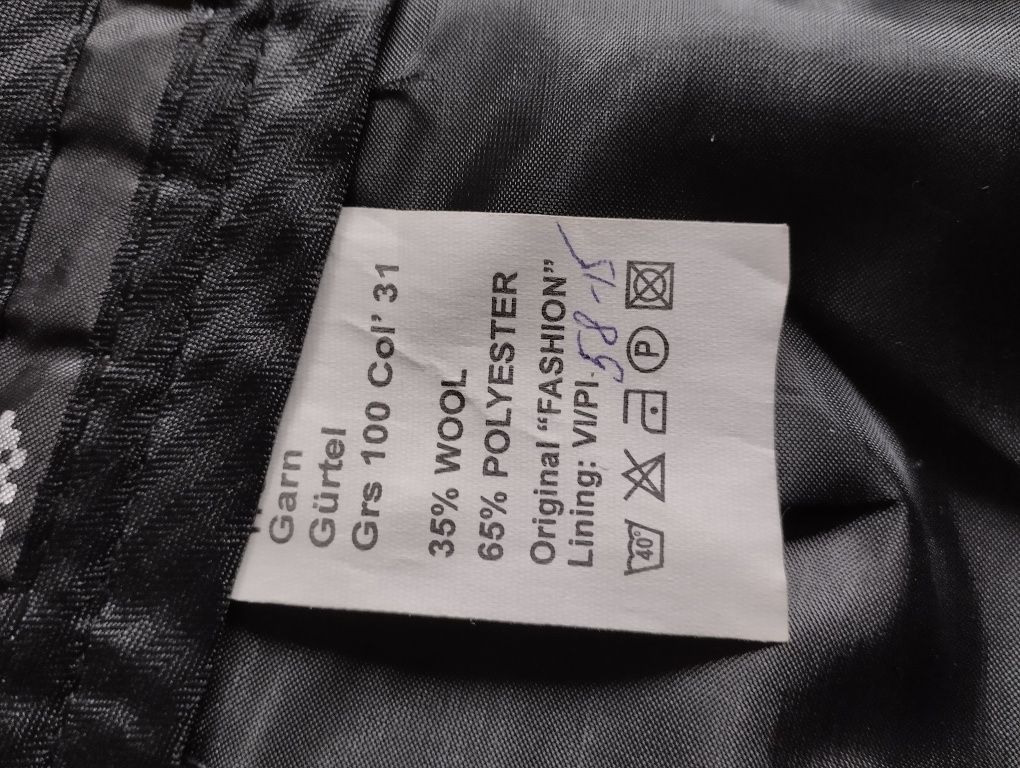 Garn
Gürtel
Grs 100 Col' 31
35% WOOL
65% POLYESTER
Original “FASHION”
Lining: VI/PI. 58-15
40° P